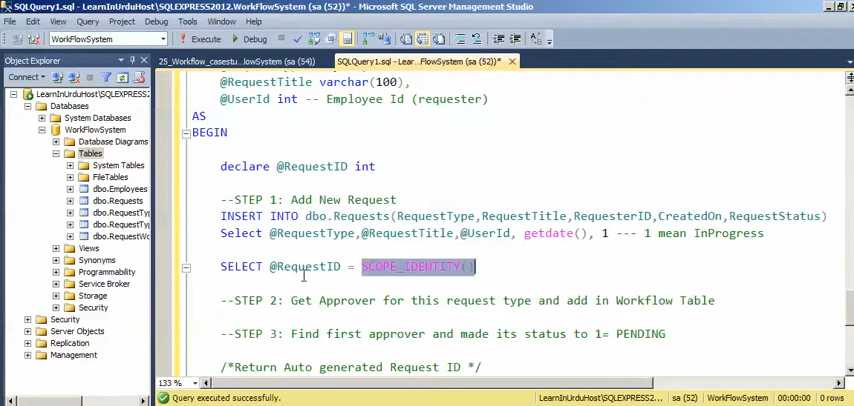 SQLQuery1.sql - LearnInUrduHost\SQLEXPRESS2012.WorkFlowSystem (sa (52))* - Microsoft SQL Server Management Studio
File Edit View Query Project Debug Tools Window Help
WorkFlowSystem Execute Debug
Object Explorer
25_Workflow_casestu...lowSystem (sa (54)) SQLQuery1.sql - L...FlowSystem (sa (52))*
Connect
LearnInUrduHost\SQLEXPRESS2
Databases
System Databases
WorkFlowSystem
Database Diagrams
Tables
System Tables
FileTables
dbo.Employees
dbo.Requests
dbo.RequestTy
dbo.RequestW
Views
Synonyms
Programmability
Service Broker
Storage
Security
Security
Server Objects
Replication
Management
@RequestTitle varchar(100),
@UserId int -- Employee Id (requester)
AS
BEGIN
declare @RequestID int
--STEP 1: Add New Request
INSERT INTO dbo.Requests(RequestType,RequestTitle,RequesterID,CreatedOn,RequestStatus)
Select @RequestType,@RequestTitle,@UserId, getdate(), 1 --- 1 mean InProgress
SELECT @RequestID = SCOPE_IDENTITY()
--STEP 2: Get Approver for this request type and add in Workflow Table
--STEP 3: Find first approver and made its status to 1= PENDING
/*Return Auto generated Request ID */
133 %
Query executed successfully. LearnInUrduHost\SQLEXPRESS2... sa (52) WorkFlowSystem 00:00:00 0 rows